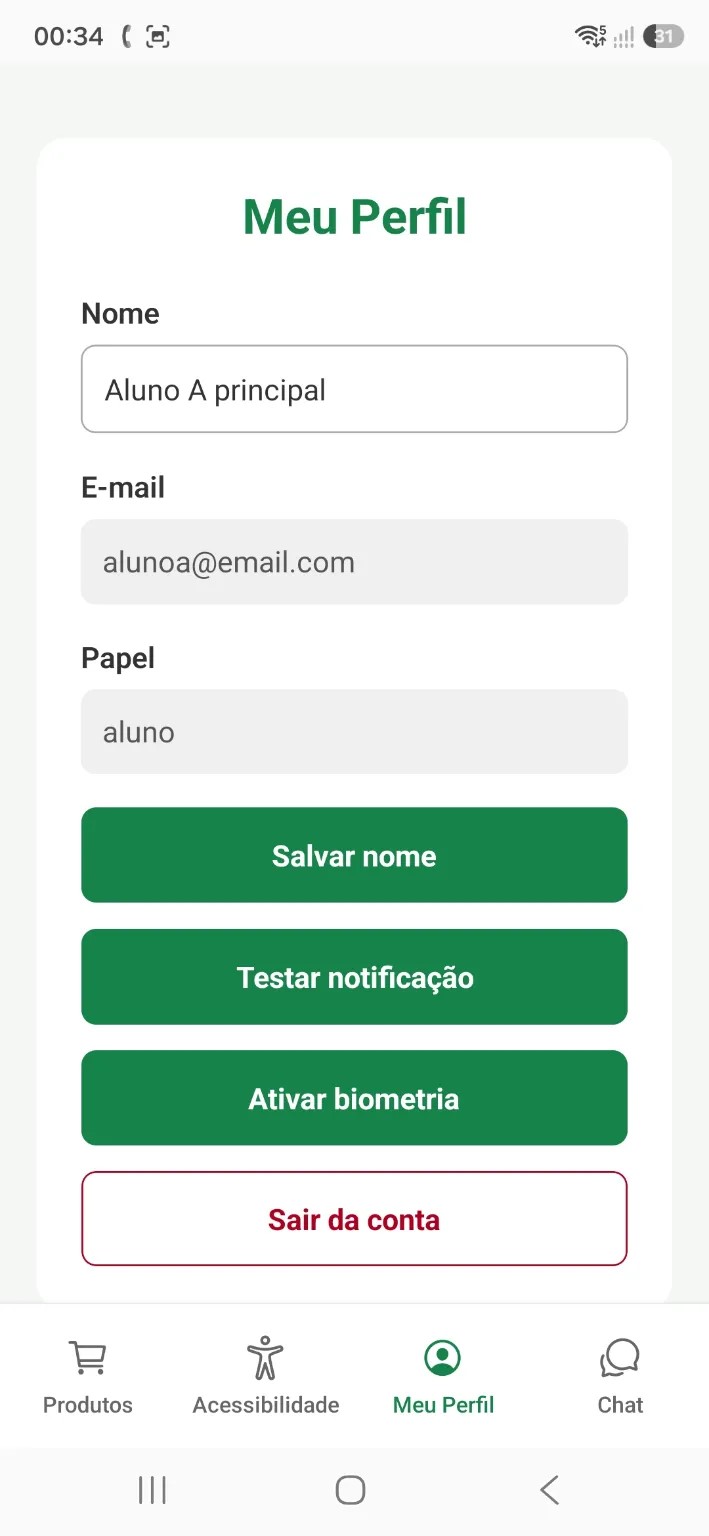 00:34
5
31
Meu Perfil
Nome
Aluno A principal
E-mail
alunoa@email.com
Papel
aluno
Salvar nome
Testar notificação
Ativar biometria
Sair da conta
Produtos
Acessibilidade
Meu Perfil
Chat